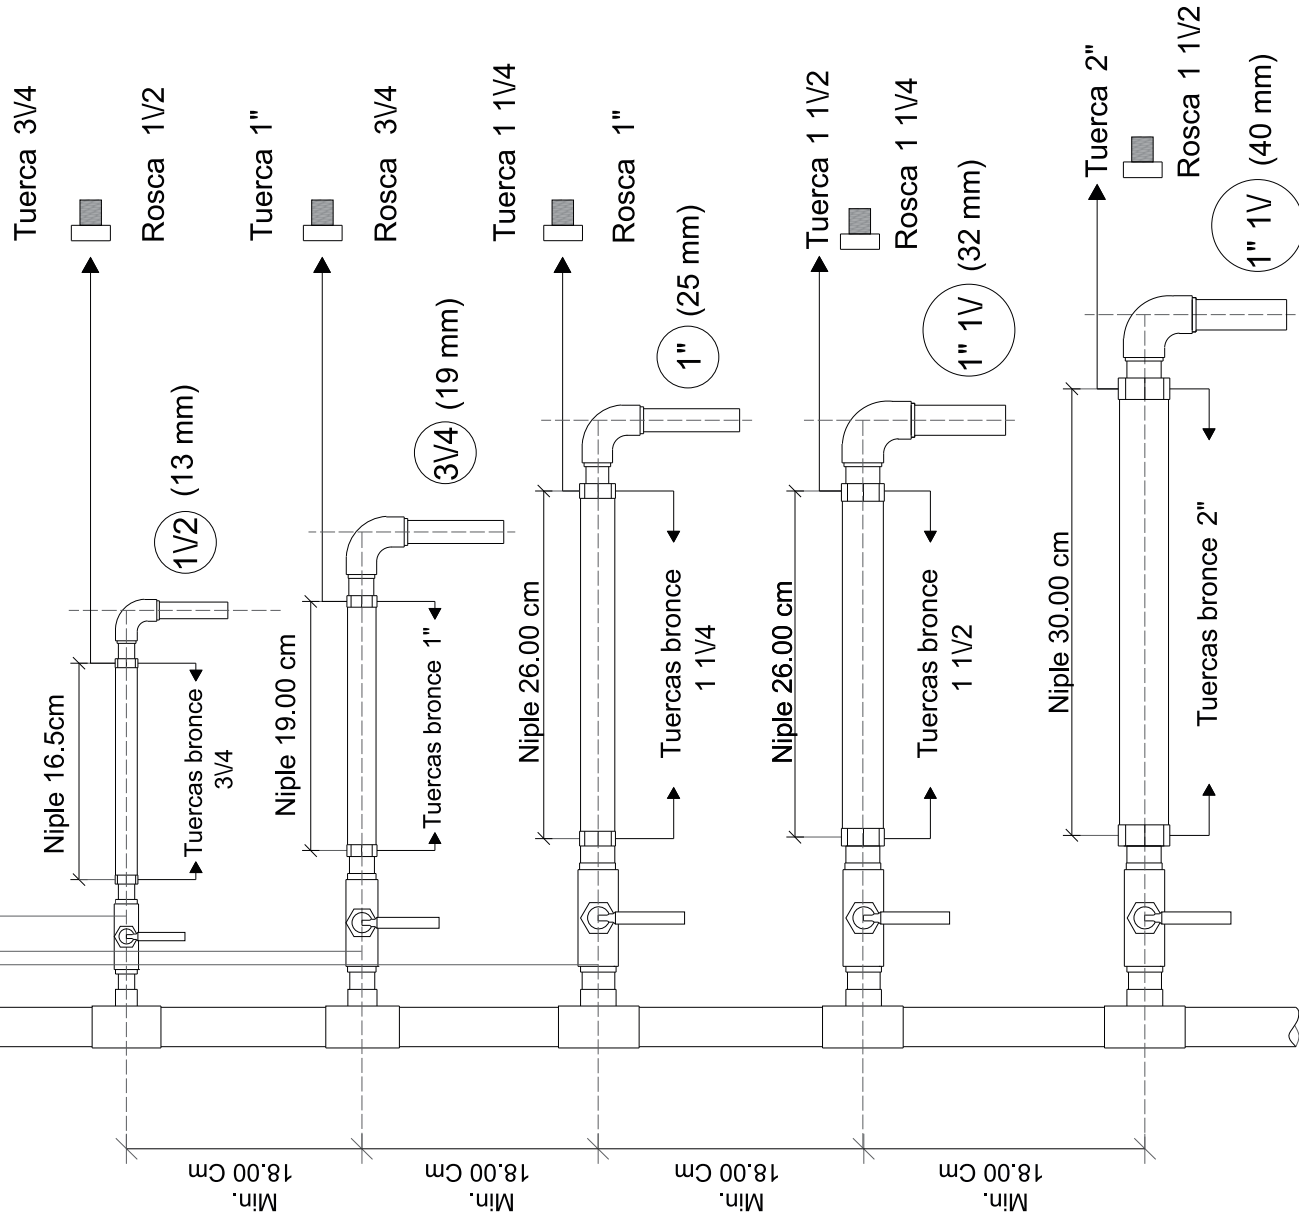 Tuerca 3\/4
Rosca 1\/2
Niple 16.5cm
Tuercas bronce
3\/4
1\/2 (13 mm)
Tuerca 1"
Rosca 3\/4
Niple 19.00 cm
Tuercas bronce 1"
3\/4 (19 mm)
Tuerca 1 1\/4
Rosca 1"
Niple 26.00 cm
Tuercas bronce
1 1\/4
1" (25 mm)
Tuerca 1 1\/2
Rosca 1 1\/4
Niple 26.00 cm
Tuercas bronce
1 1\/2
1" 1\/ (32 mm)
Tuerca 2"
Rosca 1 1\/2
Niple 30.00 cm
Tuercas bronce 2"
1" 1\/ (40 mm)
Min.
18.00 Cm
Min.
18.00 Cm
Min.
18.00 Cm
Min.
18.00 Cm